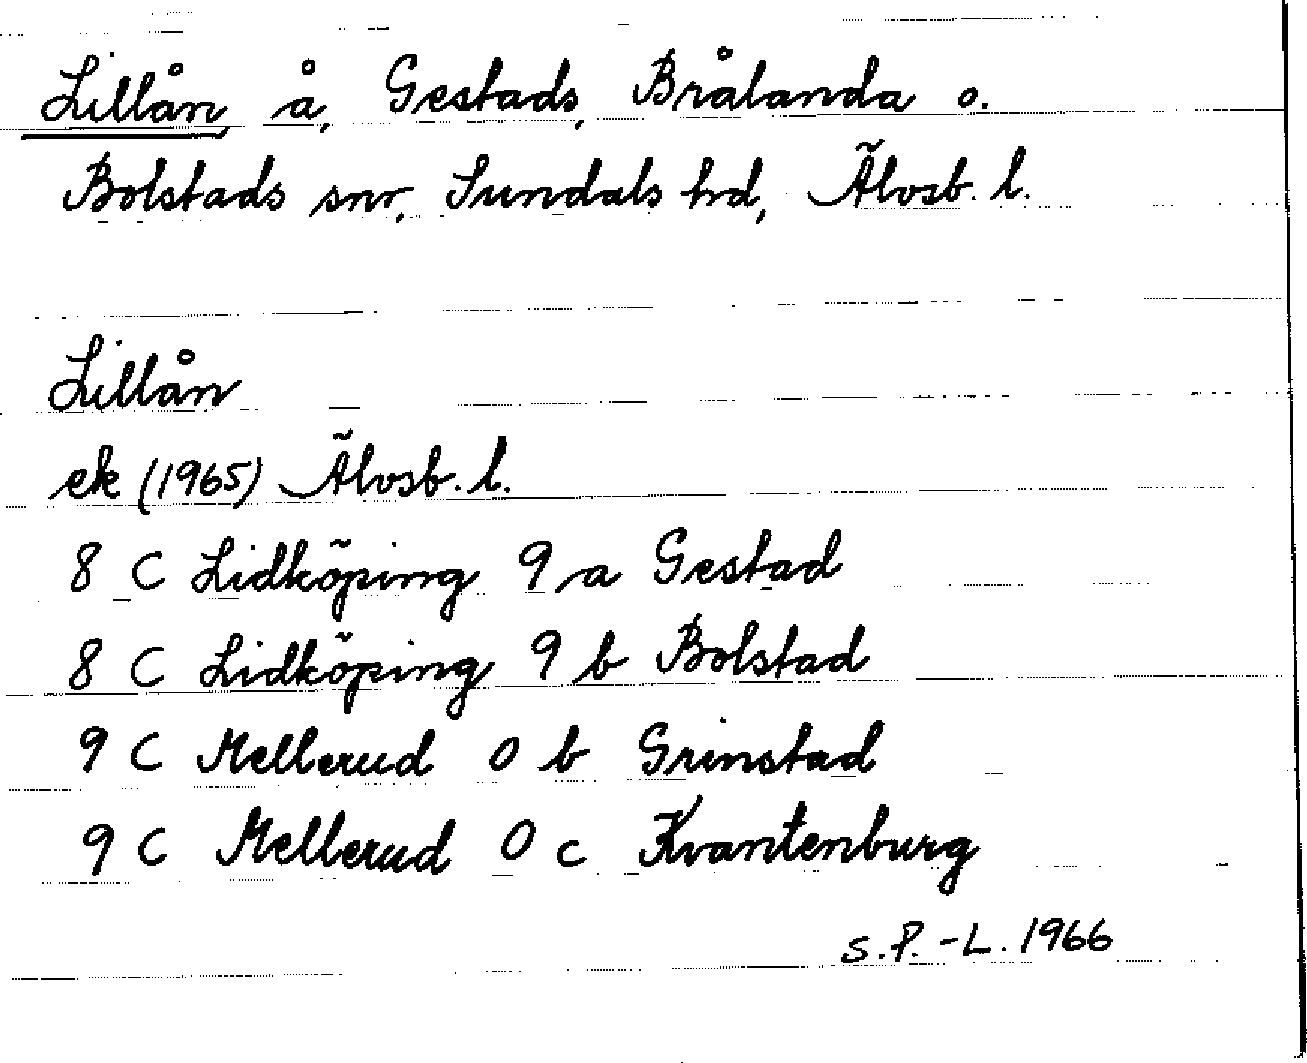 Lillån, å, Gestads, Brålanda o.
Bolstads snr, Sundals hd, Älvsb. l.
Lillån
ek (1965) Älvsb. l.
8 C Lidköping 9 a Gestad
8 C Lidköping 9 b Bolstad
9 C Mellerud 0 b Grinstad
9 C Mellerud 0 c Kvantenburg
S.P.-L. 1966